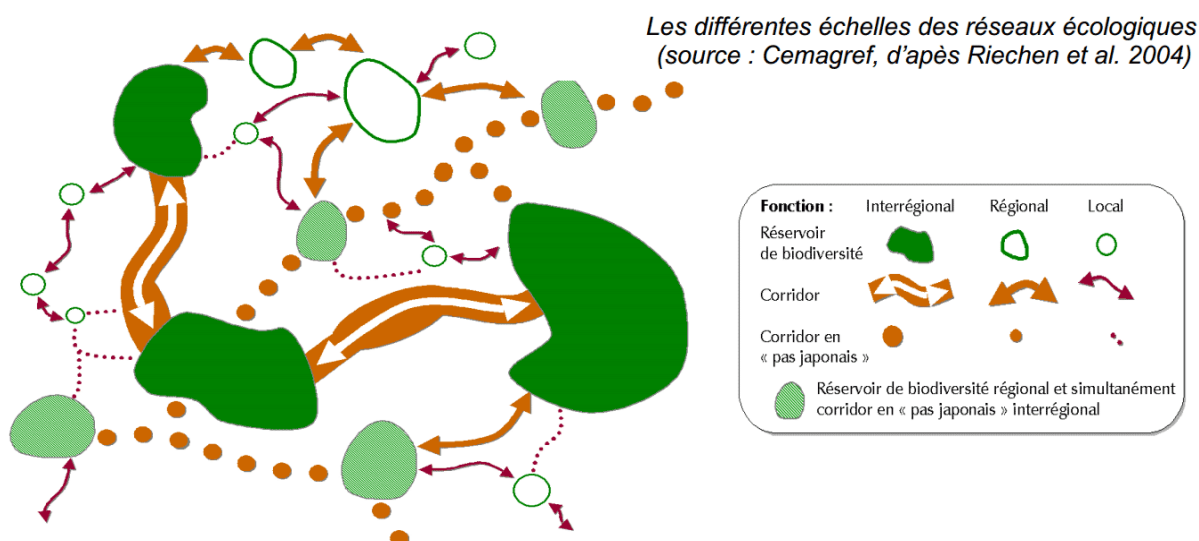 Les différentes échelles des réseaux écologiques
(source : Cemagref, d'apès Riechen et al. 2004)
Fonction : Interrégional Régional Local
Réservoir
de biodiversité
Corridor
Corridor en
« pas japonais »
Réservoir de biodiversité régional et simultanément
corridor en « pas japonais » interrégional